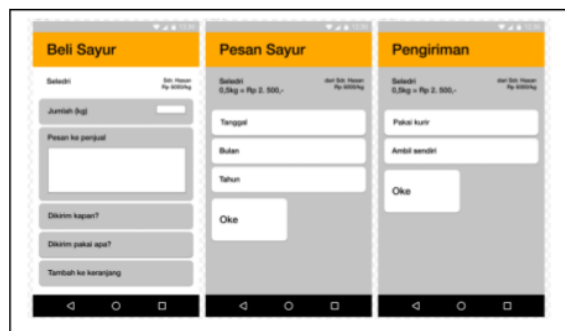 Beli Sayur
Seledri
Sdr. Hasan
Rp 5000/kg
Jumlah (kg)
Pesan ke penjual
Dikirim kapan?
Dikirim pakai apa?
Tambah ke keranjang
Pesan Sayur
Seledri
0,5kg = Rp 2. 500,-
dari Sdr. Hasan
Rp 5000/kg
Tanggal
Bulan
Tahun
Oke
Pengiriman
Seledri
0,5kg = Rp 2. 500,-
dari Sdr. Hasan
Rp 5000/kg
Pakai kurir
Ambil sendiri
Oke